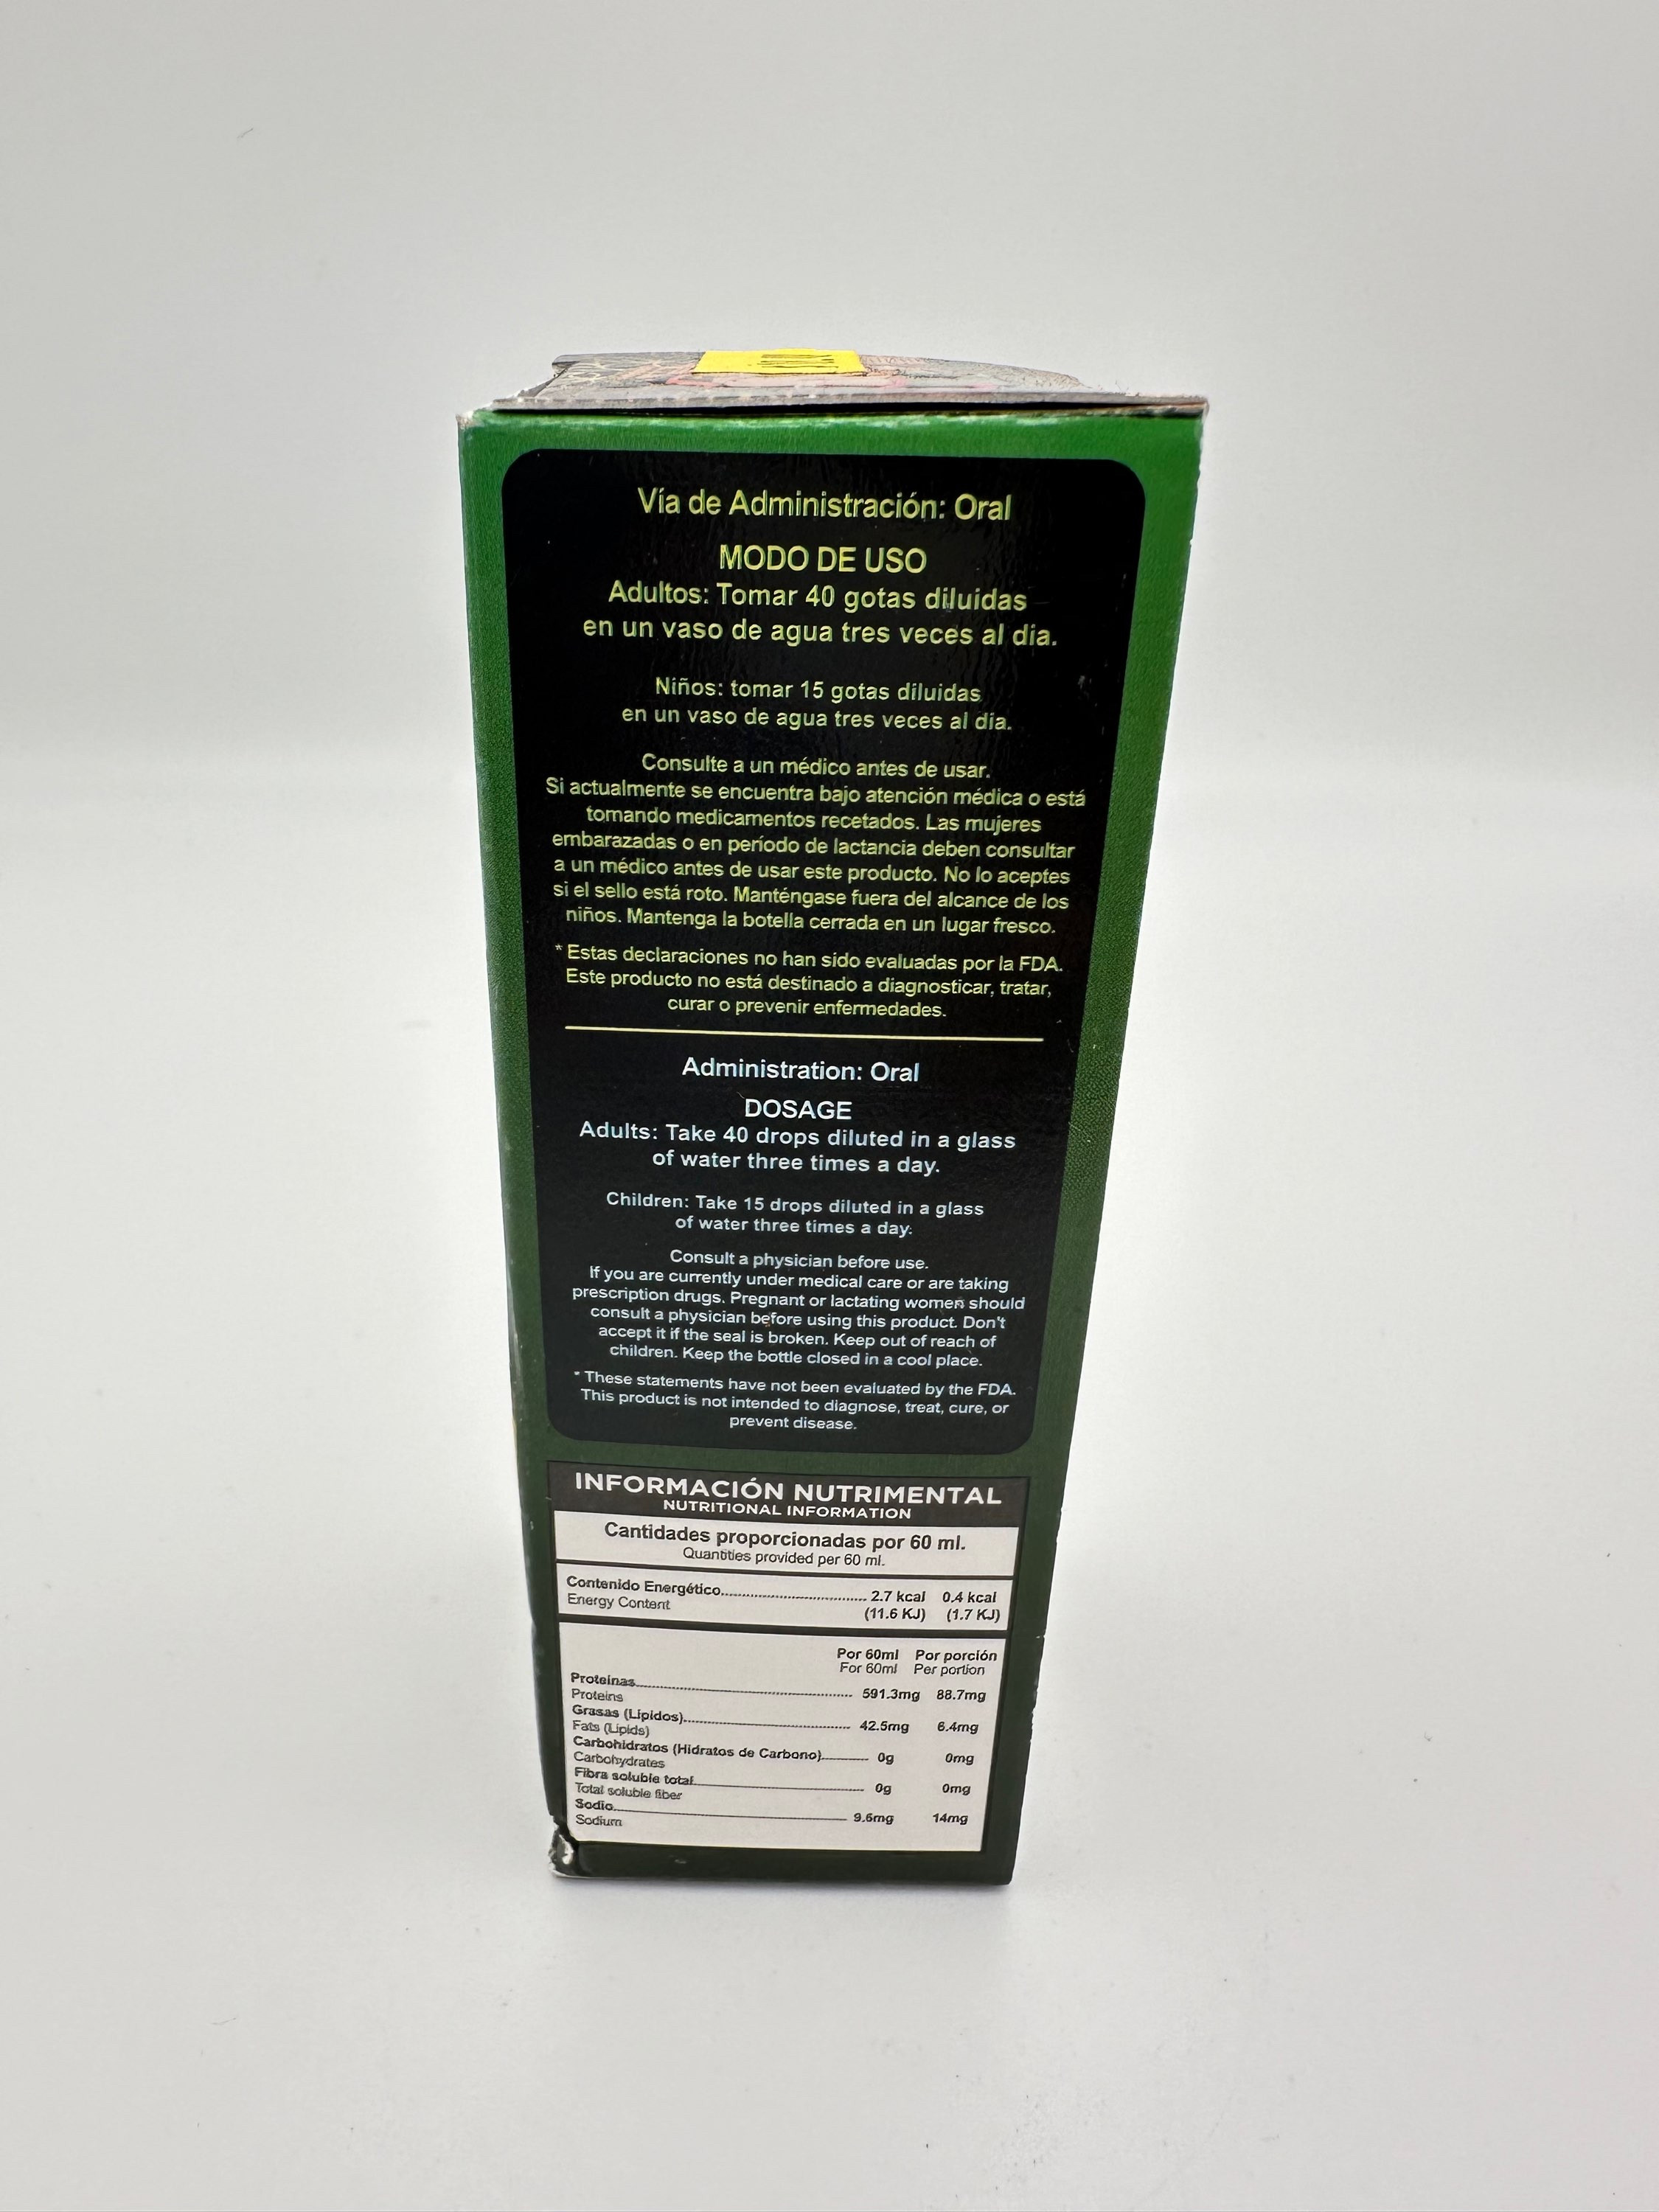 Vía de Administración: Oral
MODO DE USO
Adultos: Tomar 40 gotas diluidas
en un vaso de agua tres veces al dia.
Niños: tomar 15 gotas diluidas
en un vaso de agua tres veces al dia.
Consulte a un médico antes de usar.
Si actualmente se encuentra bajo atención médica o está
tomando medicamentos recetados. Las mujeres
embarazadas o en período de lactancia deben consultar
a un médico antes de usar este producto. No lo aceptes
si el sello está roto. Manténgase fuera del alcance de los
niños. Mantenga la botella cerrada en un lugar fresco.
* Estas declaraciones no han sido evaluadas por la FDA.
Este producto no está destinado a diagnosticar, tratar,
curar o prevenir enfermedades.
Administration: Oral
DOSAGE
Adults: Take 40 drops diluted in a glass
of water three times a day.
Children: Take 15 drops diluted in a glass
of water three times a day.
Consult a physician before use.
If you are currently under medical care or are taking
prescription drugs. Pregnant or lactating women should
consult a physician before using this product. Don't
accept it if the seal is broken. Keep out of reach of
children. Keep the bottle closed in a cool place.
* These statements have not been evaluated by the FDA.
This product is not intended to diagnose, treat, cure, or
prevent disease.
INFORMACIÓN NUTRIMENTAL
NUTRITIONAL INFORMATION
Cantidades proporcionadas por 60 ml.
Quantities provided per 60 ml.
Contenido Energético........ 2.7 kcal 0.4 kcal
Energy Content (11.6 KJ) (1.7 KJ)
Por 60ml Por porción
For 60ml Per portion
Proteinas........ 591.3mg 88.7mg
Proteins
Grasas (Lipidos)........ 42.5mg 6.4mg
Fats (Lipids)
Carbohidratos (Hidratos de Carbono)........ 0g 0mg
Carbohydrates
Fibra soluble total........ 0g 0mg
Total soluble fiber
Sodio........ 9.6mg 14mg
Sodium